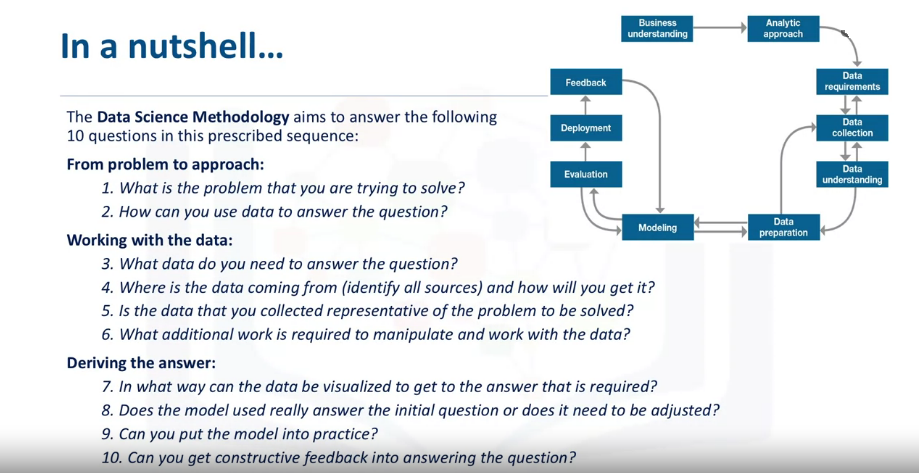 In a nutshell...
The Data Science Methodology aims to answer the following
10 questions in this prescribed sequence:
From problem to approach:
1. What is the problem that you are trying to solve?
2. How can you use data to answer the question?
Working with the data:
3. What data do you need to answer the question?
4. Where is the data coming from (identify all sources) and how will you get it?
5. Is the data that you collected representative of the problem to be solved?
6. What additional work is required to manipulate and work with the data?
Deriving the answer:
7. In what way can the data be visualized to get to the answer that is required?
8. Does the model used really answer the initial question or does it need to be adjusted?
9. Can you put the model into practice?
10. Can you get constructive feedback into answering the question?
Business
understanding
Analytic
approach
Data
requirements
Data
collection
Data
understanding
Data
preparation
Modeling
Evaluation
Deployment
Feedback